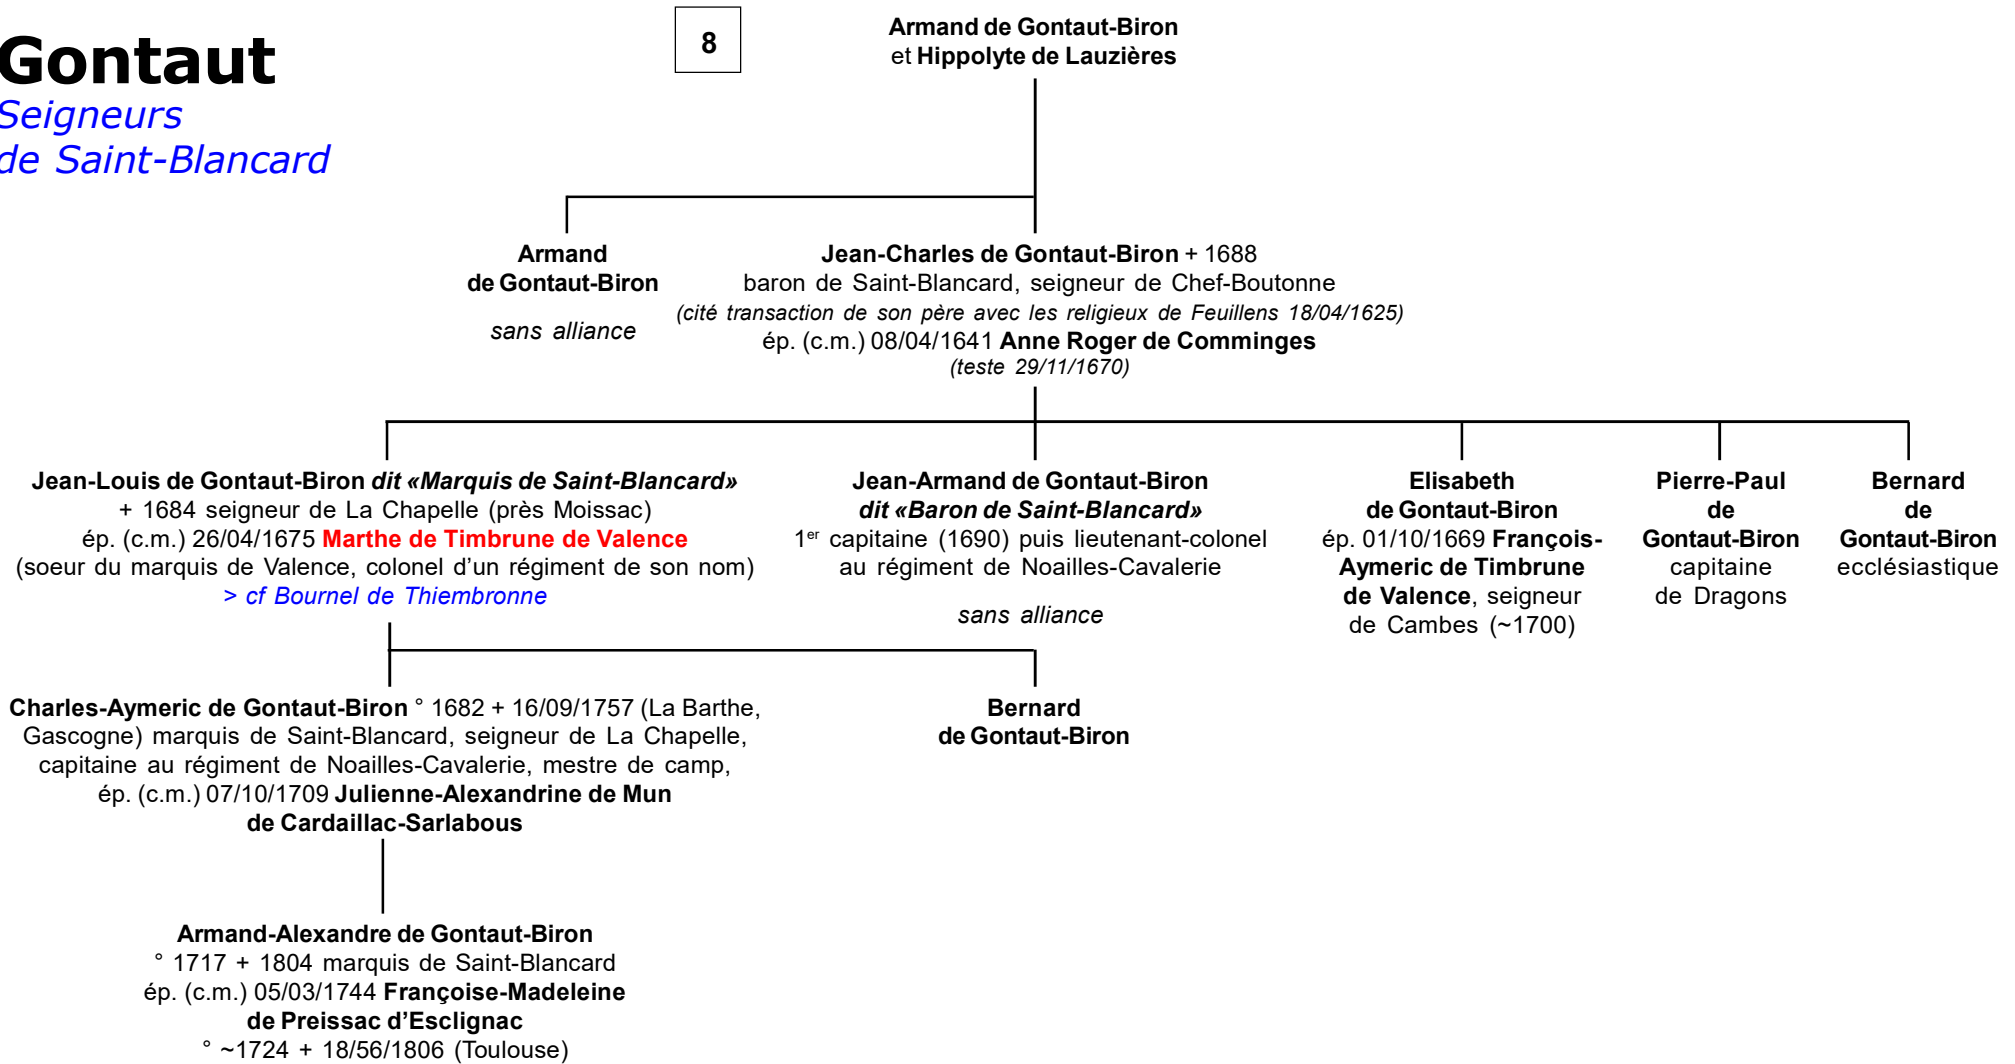 Gontaut
Seigneurs
de Saint-Blancard
8
Armand de Gontaut-Biron
et Hippolyte de Lauzières
Armand
de Gontaut-Biron
sans alliance
Jean-Charles de Gontaut-Biron + 1688
baron de Saint-Blancard, seigneur de Chef-Boutonne
(cité transaction de son père avec les religieux de Feuillens 18/04/1625)
ép. (c.m.) 08/04/1641 Anne Roger de Comminges
(teste 29/11/1670)
Jean-Louis de Gontaut-Biron dit «Marquis de Saint-Blancard»
+ 1684 seigneur de La Chapelle (près Moissac)
ép. (c.m.) 26/04/1675 Marthe de Timbrune de Valence
(soeur du marquis de Valence, colonel d'un régiment de son nom)
> cf Bournel de Thiembronne
Jean-Armand de Gontaut-Biron
dit «Baron de Saint-Blancard»
1er capitaine (1690) puis lieutenant-colonel
au régiment de Noailles-Cavalerie
sans alliance
Elisabeth
de Gontaut-Biron
ép. 01/10/1669 François-
Aymeric de Timbrune
de Valence, seigneur
de Cambes (~1700)
Pierre-Paul
de
Gontaut-Biron
capitaine
de Dragons
Bernard
de
Gontaut-Biron
ecclésiastique
Charles-Aymeric de Gontaut-Biron ° 1682 + 16/09/1757 (La Barthe,
Gascogne) marquis de Saint-Blancard, seigneur de La Chapelle,
capitaine au régiment de Noailles-Cavalerie, mestre de camp,
ép. (c.m.) 07/10/1709 Julienne-Alexandrine de Mun
de Cardaillac-Sarlabous
Bernard
de Gontaut-Biron
Armand-Alexandre de Gontaut-Biron
° 1717 + 1804 marquis de Saint-Blancard
ép. (c.m.) 05/03/1744 Françoise-Madeleine
de Preissac d'Esclignac
° ~1724 + 18/56/1806 (Toulouse)